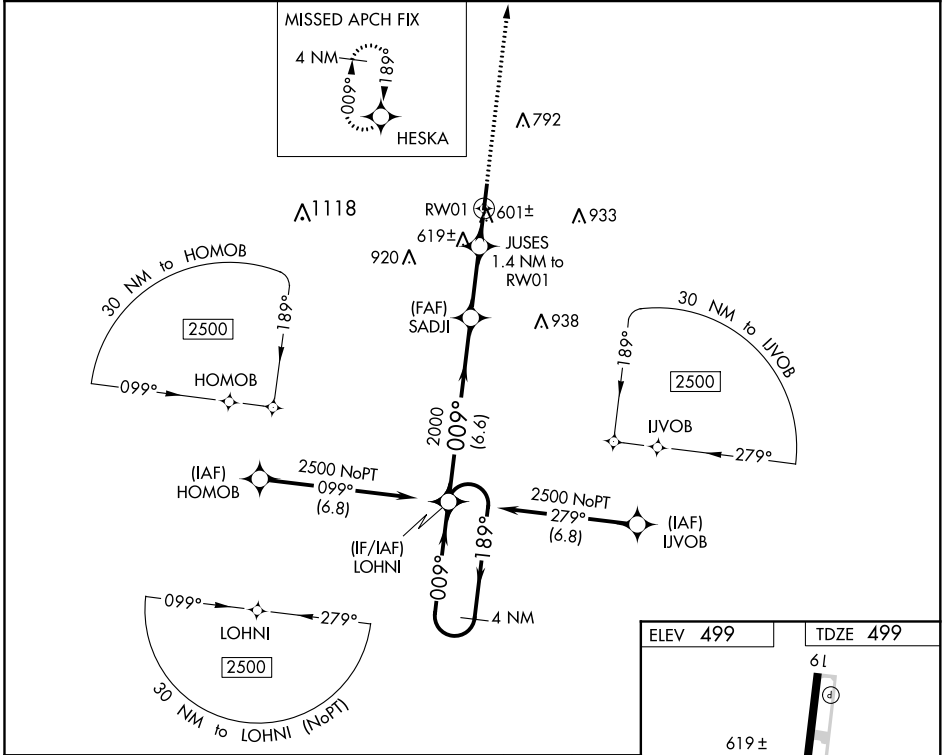 MISSED APCH FIX
4 NM
009°
189°
HESKA
792
1118
RW01
601±
933
619±
JUSES
1.4 NM to
RW01
920
(FAF)
SADJI
938
30 NM to HOMOB
2500
189°
099°
HOMOB
30 NM to IJVOB
2500
189°
IJVOB
279°
2000
009°
(6.6)
(IAF)
HOMOB
2500 NoPT
099°
(6.8)
2500 NoPT
279°
(6.8)
(IAF)
IJVOB
(IF/IAF)
LOHNI
009°
189°
4 NM
099°
279°
LOHNI
2500
30 NM to LOHNI (NoPT)
ELEV 499
TDZE 499
19
P
619 ±